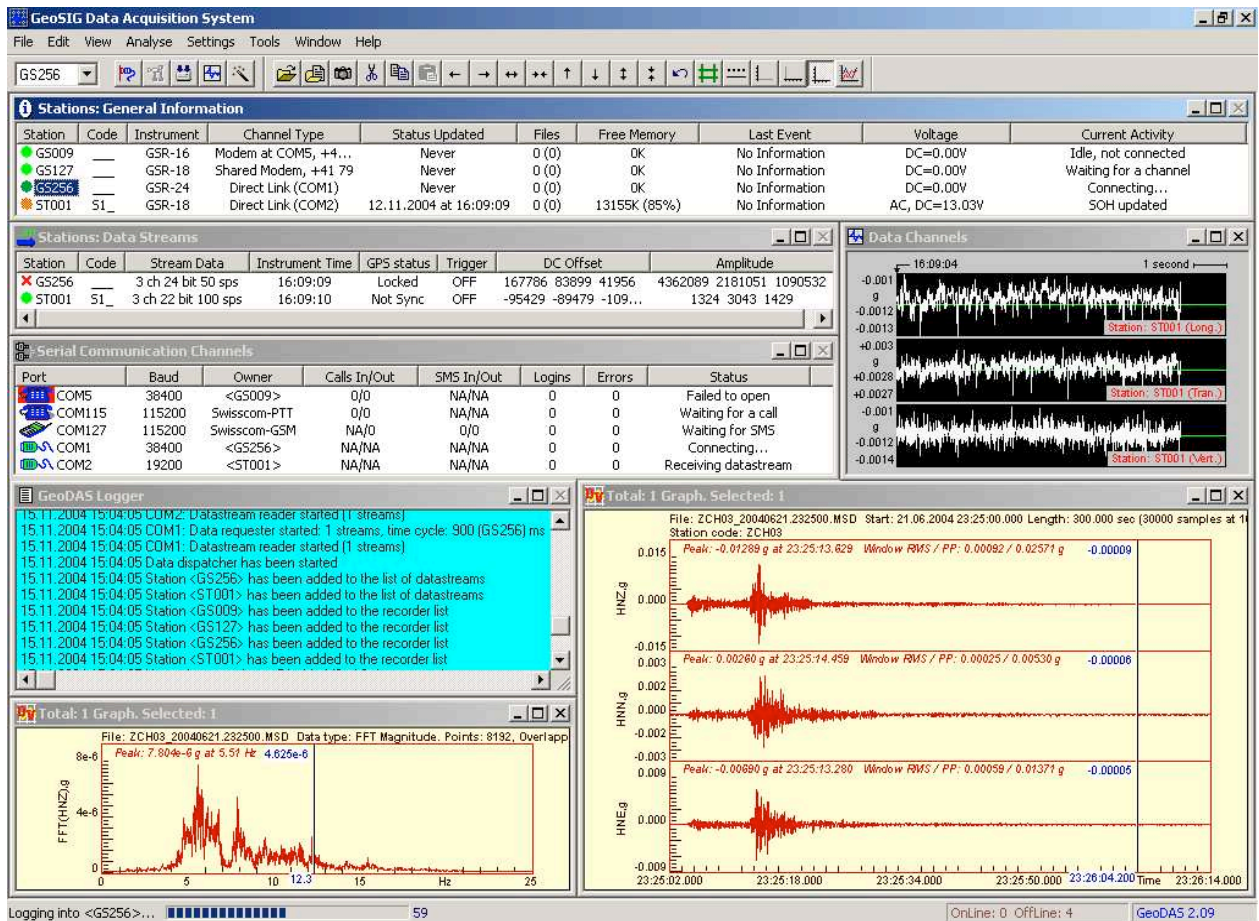 GeoSIG Data Acquisition System
File Edit View Analyse Settings Tools Window Help
GS256
Stations: General Information
Station Code Instrument Channel Type Status Updated Files Free Memory Last Event Voltage Current Activity
GS009 ___ GSR-16 Modem at COM5, +4... Never 0 (0) 0K No Information DC=0.00V Idle, not connected
GS127 ___ GSR-18 Shared Modem, +41 79 Never 0 (0) 0K No Information DC=0.00V Waiting for a channel
GS256 ___ GSR-24 Direct Link (COM1) Never 0 (0) 0K No Information DC=0.00V Connecting...
ST001 S1_ GSR-18 Direct Link (COM2) 12.11.2004 at 16:09:09 0 (0) 13155K (85%) No Information AC, DC=13.03V SOH updated
Stations: Data Streams
Station Code Stream Data Instrument Time GPS status Trigger DC Offset Amplitude
GS256 3 ch 24 bit 50 sps 16:09:09 Locked OFF 167786 83899 41956 4362089 2181051 1090532
ST001 S1_ 3 ch 22 bit 100 sps 16:09:10 Not Sync OFF -95429 -89479 -109... 1324 3043 1429
Data Channels
16:09:04 1 second
-0.001
g
-0.0012
-0.0013
Station: ST001 (Long.)
+0.003
g
+0.0028
+0.0027
Station: ST001 (Tran.)
-0.001
g
-0.0012
-0.0014
Station: ST001 (Vert.)
Serial Communication Channels
Port Baud Owner Calls In/Out SMS In/Out Logins Errors Status
COM5 38400 <GS009> 0/0 NA/NA 0 0 Failed to open
COM115 115200 Swisscom-PTT 0/0 NA/NA 0 0 Waiting for a call
COM127 115200 Swisscom-GSM NA/0 0/0 0 0 Waiting for SMS
COM1 38400 <GS256> NA/NA NA/NA 0 0 Connecting...
COM2 19200 <ST001> NA/NA NA/NA 0 0 Receiving datastream
GeoDAS Logger
15.11.2004 15:04:05 COM2: Datastream reader started (1 streams)
15.11.2004 15:04:05 COM1: Data requester started: 1 streams, time cycle: 900 (GS256) ms
15.11.2004 15:04:05 COM1: Datastream reader started (1 streams)
15.11.2004 15:04:05 Data dispatcher has been started
15.11.2004 15:04:05 Station <GS256> has been added to the list of datastreams
15.11.2004 15:04:05 Station <ST001> has been added to the list of datastreams
15.11.2004 15:04:05 Station <GS009> has been added to the recorder list
15.11.2004 15:04:05 Station <GS127> has been added to the recorder list
15.11.2004 15:04:05 Station <GS256> has been added to the recorder list
15.11.2004 15:04:05 Station <ST001> has been added to the recorder list
Total: 1 Graph. Selected: 1
File: ZCH03_20040621.232500.MSD Data type: FFT Magnitude. Points: 8192, Overlapp
Peak: 7.804e-6 g at 5.51 Hz 4.625e-6
8e-6
4e-6
0
FFT(HNZ),g
0 5 10 12.3 15 Hz 25
Total: 1 Graph. Selected: 1
File: ZCH03_20040621.232500.MSD Start: 21.06.2004 23:25:00.000 Length: 300.000 sec (30000 samples at 1
Station code: ZCH03
Peak: -0.01289 g at 23:25:13.629 Window RMS / PP: 0.00092 / 0.02571 g -0.00009
0.015
0.000
-0.015
HNZ,g
Peak: 0.00260 g at 23:25:14.459 Window RMS / PP: 0.00025 / 0.00530 g -0.00006
0.003
0.002
0.000
-0.002
-0.003
HNN,g
Peak: -0.00690 g at 23:25:13.280 Window RMS / PP: 0.00059 / 0.01371 g -0.00005
0.009
0.000
-0.009
HNE,g
23:25:02.000 23:25:18.000 23:25:34.000 23:25:50.000 23:26:04.200 Time 23:26:14.000
Logging into <GS256>... 59 OnLine: 0 OffLine: 4 GeoDAS 2.09